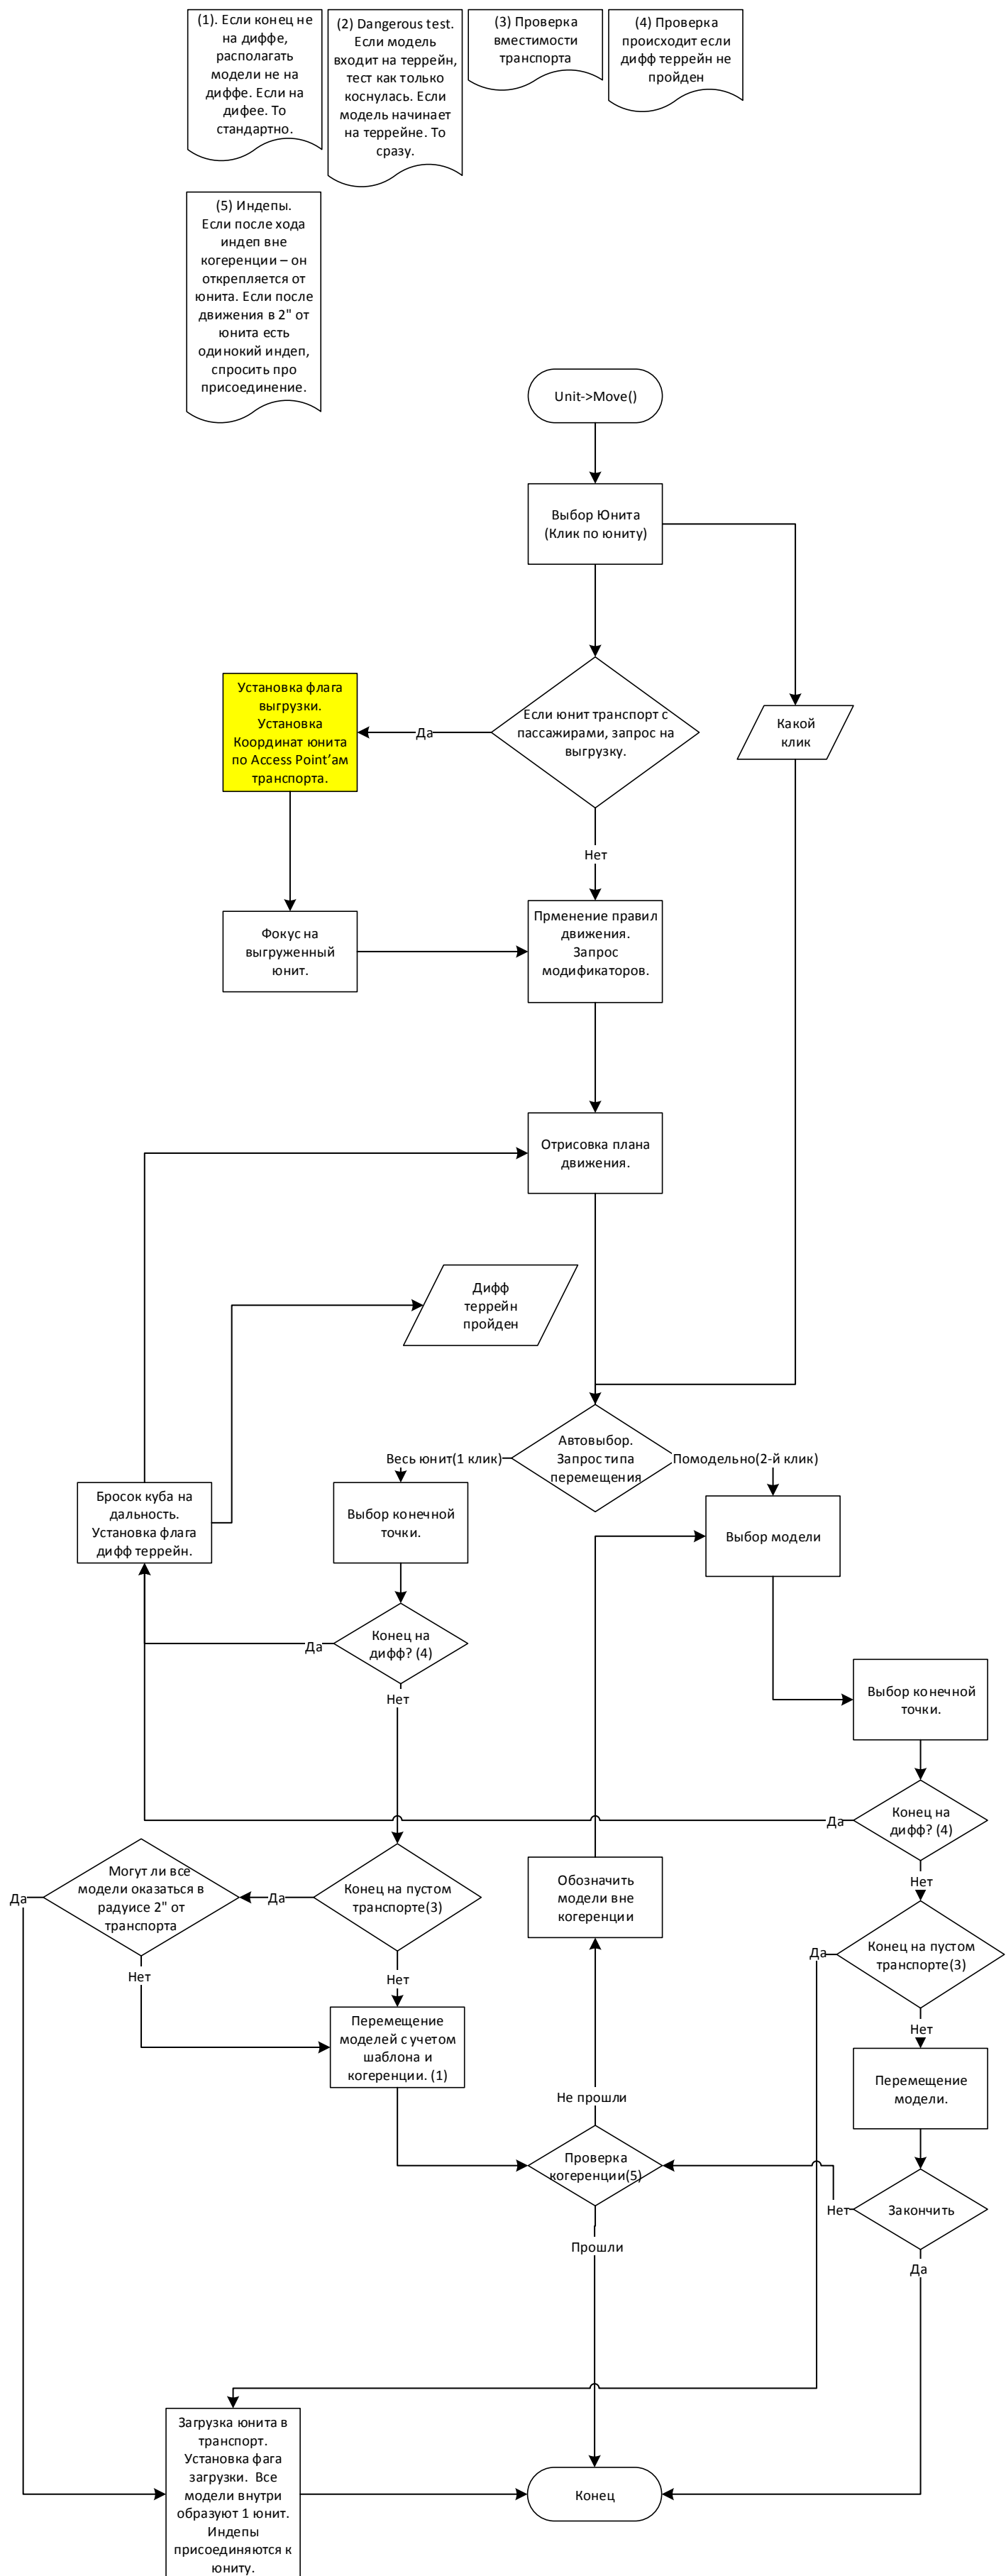 (1). Если конец не
на диффе,
располагать
модели не на
диффе. Если на
дифее. То
стандартно.
(2) Dangerous test.
Если модель
входит на террейн,
тест как только
коснулась. Если
модель начинает
на террейне. То
сразу.
(3) Проверка
вместимости
транспорта
(4) Проверка
происходит если
дифф террейн не
пройден
(5) Индепы.
Если после хода
индеп вне
когеренции – он
открепляется от
юнита. Если после
движения в 2" от
юнита есть
одинокий индеп,
спросить про
присоединение.
Unit->Move()
Выбор Юнита
(Клик по юниту)
Установка флага
выгрузки.
Установка
Координат юнита
по Access Point’ам
транспорта.
Да
Если юнит транспорт с
пассажирами, запрос на
выгрузку.
Какой
клик
Нет
Фокус на
выгруженный
юнит.
Прменение правил
движения.
Запрос
модификаторов.
Отрисовка плана
движения.
Дифф
террейн
пройден
Автовыбор.
Запрос типа
перемещения
Весь юнит(1 клик)
Помодельно(2-й клик)
Бросок куба на
дальность.
Установка флага
дифф террейн.
Выбор конечной
точки.
Выбор модели
Да
Конец на
дифф? (4)
Нет
Выбор конечной
точки.
Да
Конец на
дифф? (4)
Нет
Да
Могут ли все
модели оказаться в
радуисе 2" от
транспорта
Да
Конец на пустом
транспорте(3)
Обозначить
модели вне
когеренции
Да
Конец на пустом
транспорте(3)
Нет
Нет
Нет
Перемещение
моделей с учетом
шаблона и
когеренции. (1)
Перемещение
модели.
Не прошли
Проверка
когеренции(5)
Нет
Закончить
Прошли
Да
Загрузка юнита в
транспорт.
Установка фага
загрузки. Все
модели внутри
образуют 1 юнит.
Индепы
присоединяются к
юниту.
Конец